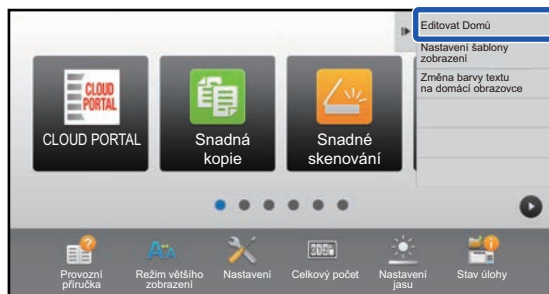 Editovat Domů
Nastavení šablony
zobrazení
Změna barvy textu
na domácí obrazovce
CLOUD
PORTAL
CLOUD PORTAL
Snadná
kopie
Snadné
skenování
Provozní
příručka
Režim většího
zobrazení
Nastavení
Celkový počet
Nastavení
jasu
Stav úlohy